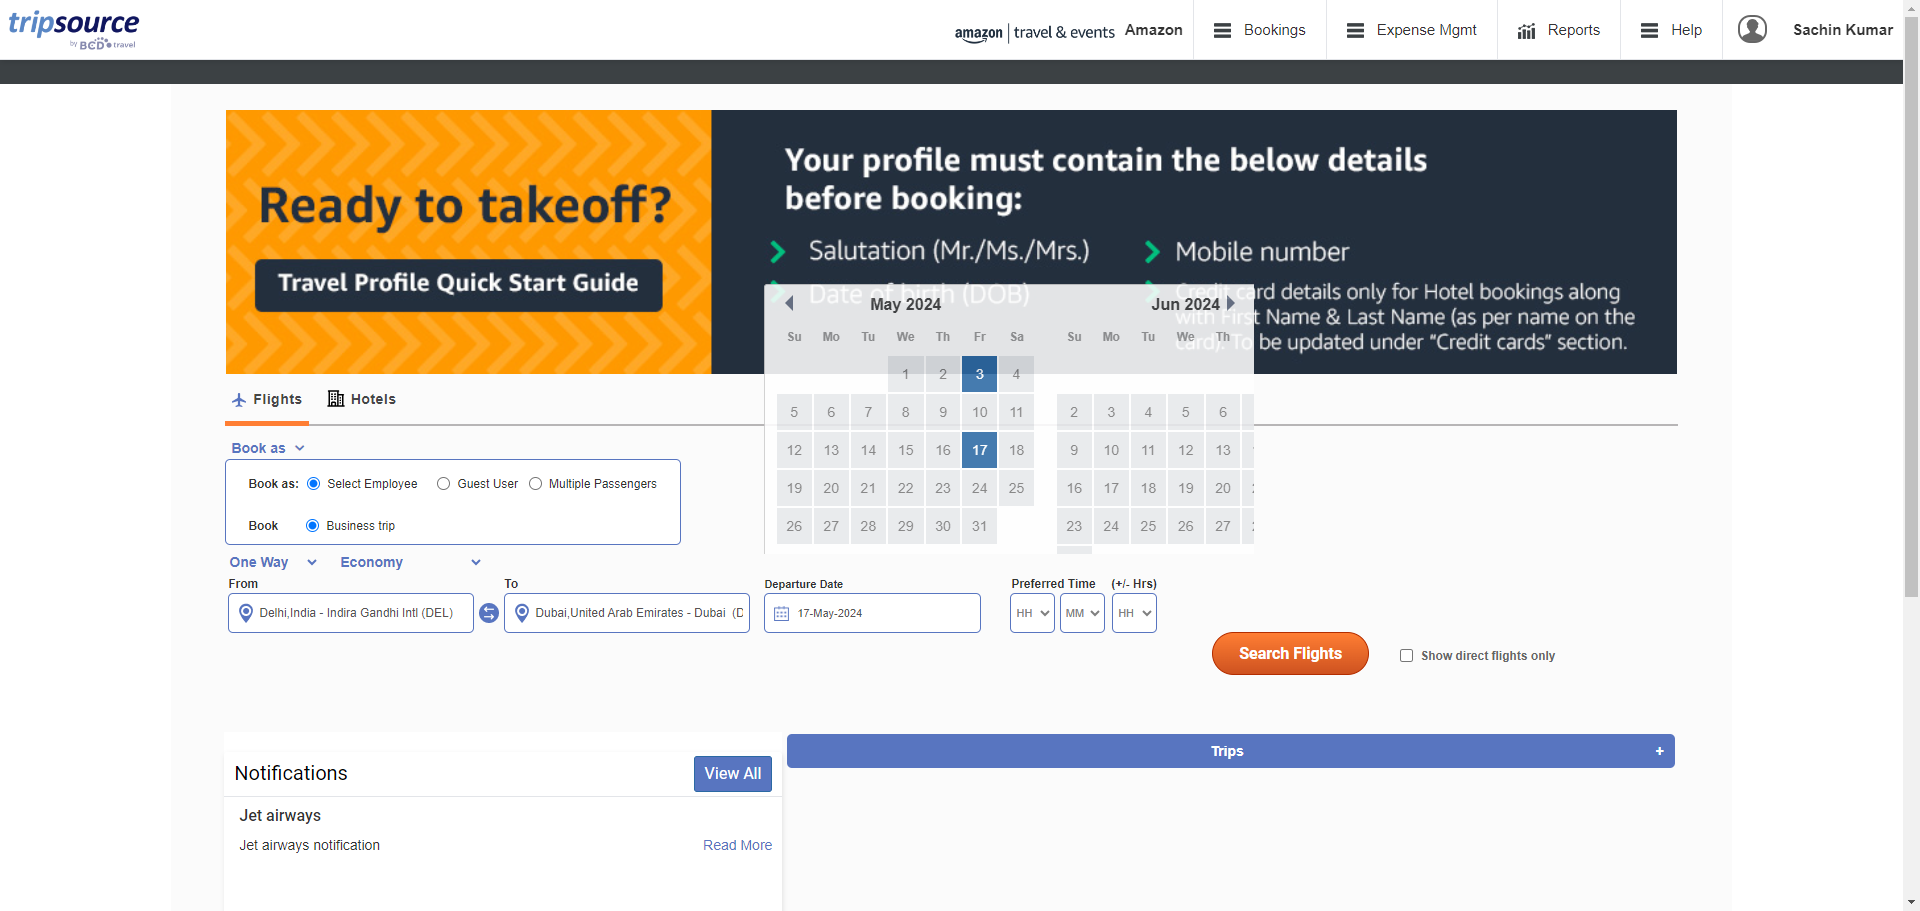 tripsource
by BCD travel
amazon | travel & events Amazon
Bookings
Expense Mgmt
Reports
Help
Sachin Kumar
Ready to takeoff?
Travel Profile Quick Start Guide
Your profile must contain the below details
before booking:
Salutation (Mr./Ms./Mrs.)
Date of birth (DOB)
Mobile number
Credit card details only for Hotel bookings along
with First Name & Last Name (as per name on the
card). To be updated under “Credit cards” section.
May 2024
Su Mo Tu We Th Fr Sa
1 2 3 4
5 6 7 8 9 10 11
12 13 14 15 16 17 18
19 20 21 22 23 24 25
26 27 28 29 30 31
Jun 2024
Su Mo Tu We Th
2 3 4 5 6
9 10 11 12 13
16 17 18 19 20
23 24 25 26 27
Flights
Hotels
Book as
Book as: Select Employee Guest User Multiple Passengers
Book Business trip
One Way Economy
From
Delhi,India - Indira Gandhi Intl (DEL)
To
Dubai,United Arab Emirates - Dubai (D
Departure Date
17-May-2024
Preferred Time (+/- Hrs)
HH MM HH
Search Flights
Show direct flights only
Notifications
View All
Jet airways
Jet airways notification
Read More
Trips +